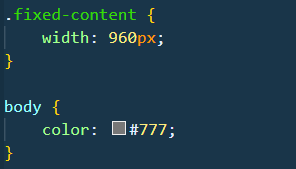 .fixed-content {
    width: 960px;
}

body {
    color: #777;
}